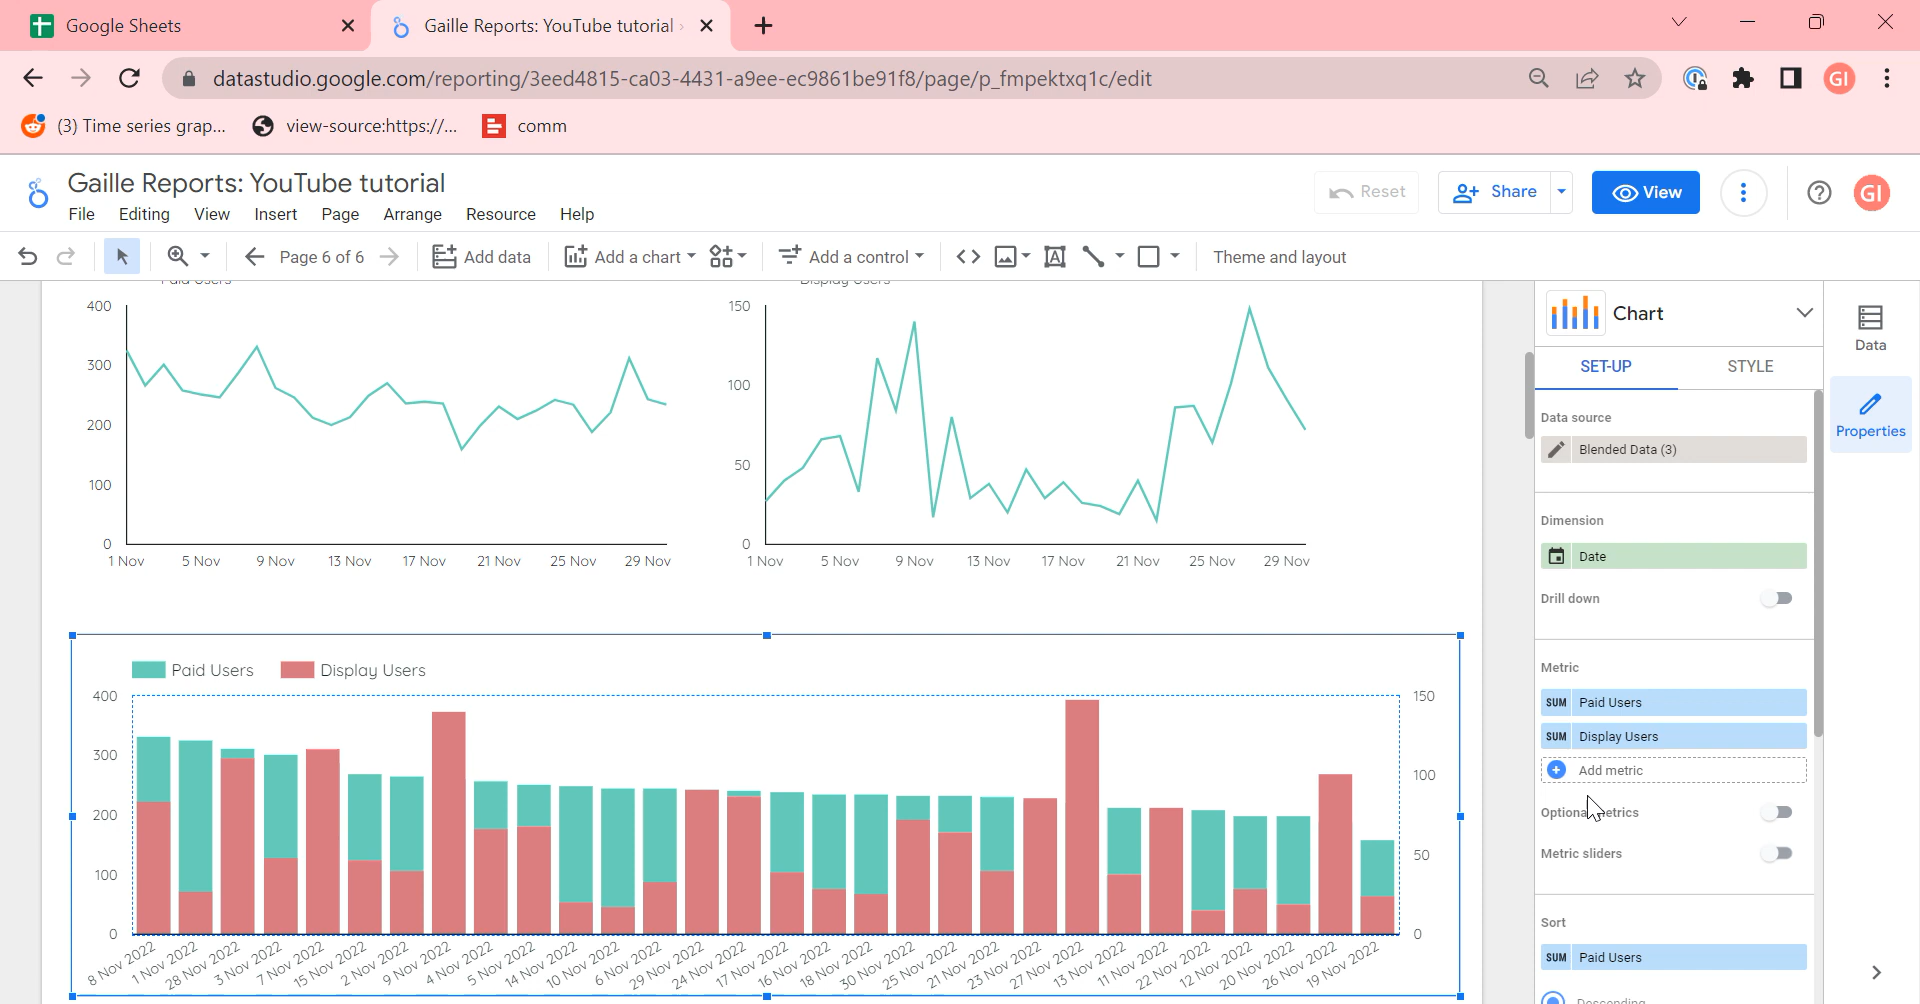 Google Sheets
Gaille Reports: YouTube tutorial
datastudio.google.com/reporting/3eed4815-ca03-4431-a9ee-ec9861be91f8/page/p_fmpektxq1c/edit
GI
(3) Time series grap...
view-source:https://...
comm
Gaille Reports: YouTube tutorial
File Editing View Insert Page Arrange Resource Help
Reset
Share
View
GI
Page 6 of 6
Add data
Add a chart
Add a control
Theme and layout
Paid Users
400
300
200
100
0
1 Nov 5 Nov 9 Nov 13 Nov 17 Nov 21 Nov 25 Nov 29 Nov
Display Users
150
100
50
0
1 Nov 5 Nov 9 Nov 13 Nov 17 Nov 21 Nov 25 Nov 29 Nov
Paid Users Display Users
400
300
200
100
0
150
100
50
0
8 Nov 2022
1 Nov 2022
28 Nov 2022
3 Nov 2022
7 Nov 2022
15 Nov 2022
2 Nov 2022
9 Nov 2022
4 Nov 2022
5 Nov 2022
14 Nov 2022
10 Nov 2022
6 Nov 2022
29 Nov 2022
24 Nov 2022
17 Nov 2022
16 Nov 2022
18 Nov 2022
30 Nov 2022
25 Nov 2022
21 Nov 2022
23 Nov 2022
27 Nov 2022
13 Nov 2022
11 Nov 2022
22 Nov 2022
12 Nov 2022
20 Nov 2022
26 Nov 2022
19 Nov 2022
Chart
SET-UP STYLE
Data source
Blended Data (3)
Dimension
Date
Drill down
Metric
SUM Paid Users
SUM Display Users
Add metric
Optional metrics
Metric sliders
Sort
SUM Paid Users
Descending
Data
Properties